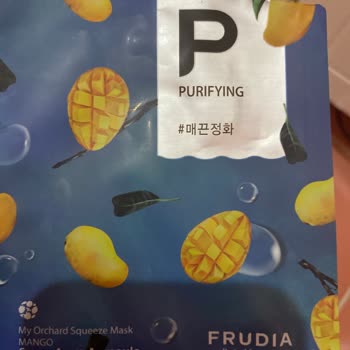 P
PURIFYING
#매끈정화
My Orchard Squeeze Mask
MANGO
FRUDIA